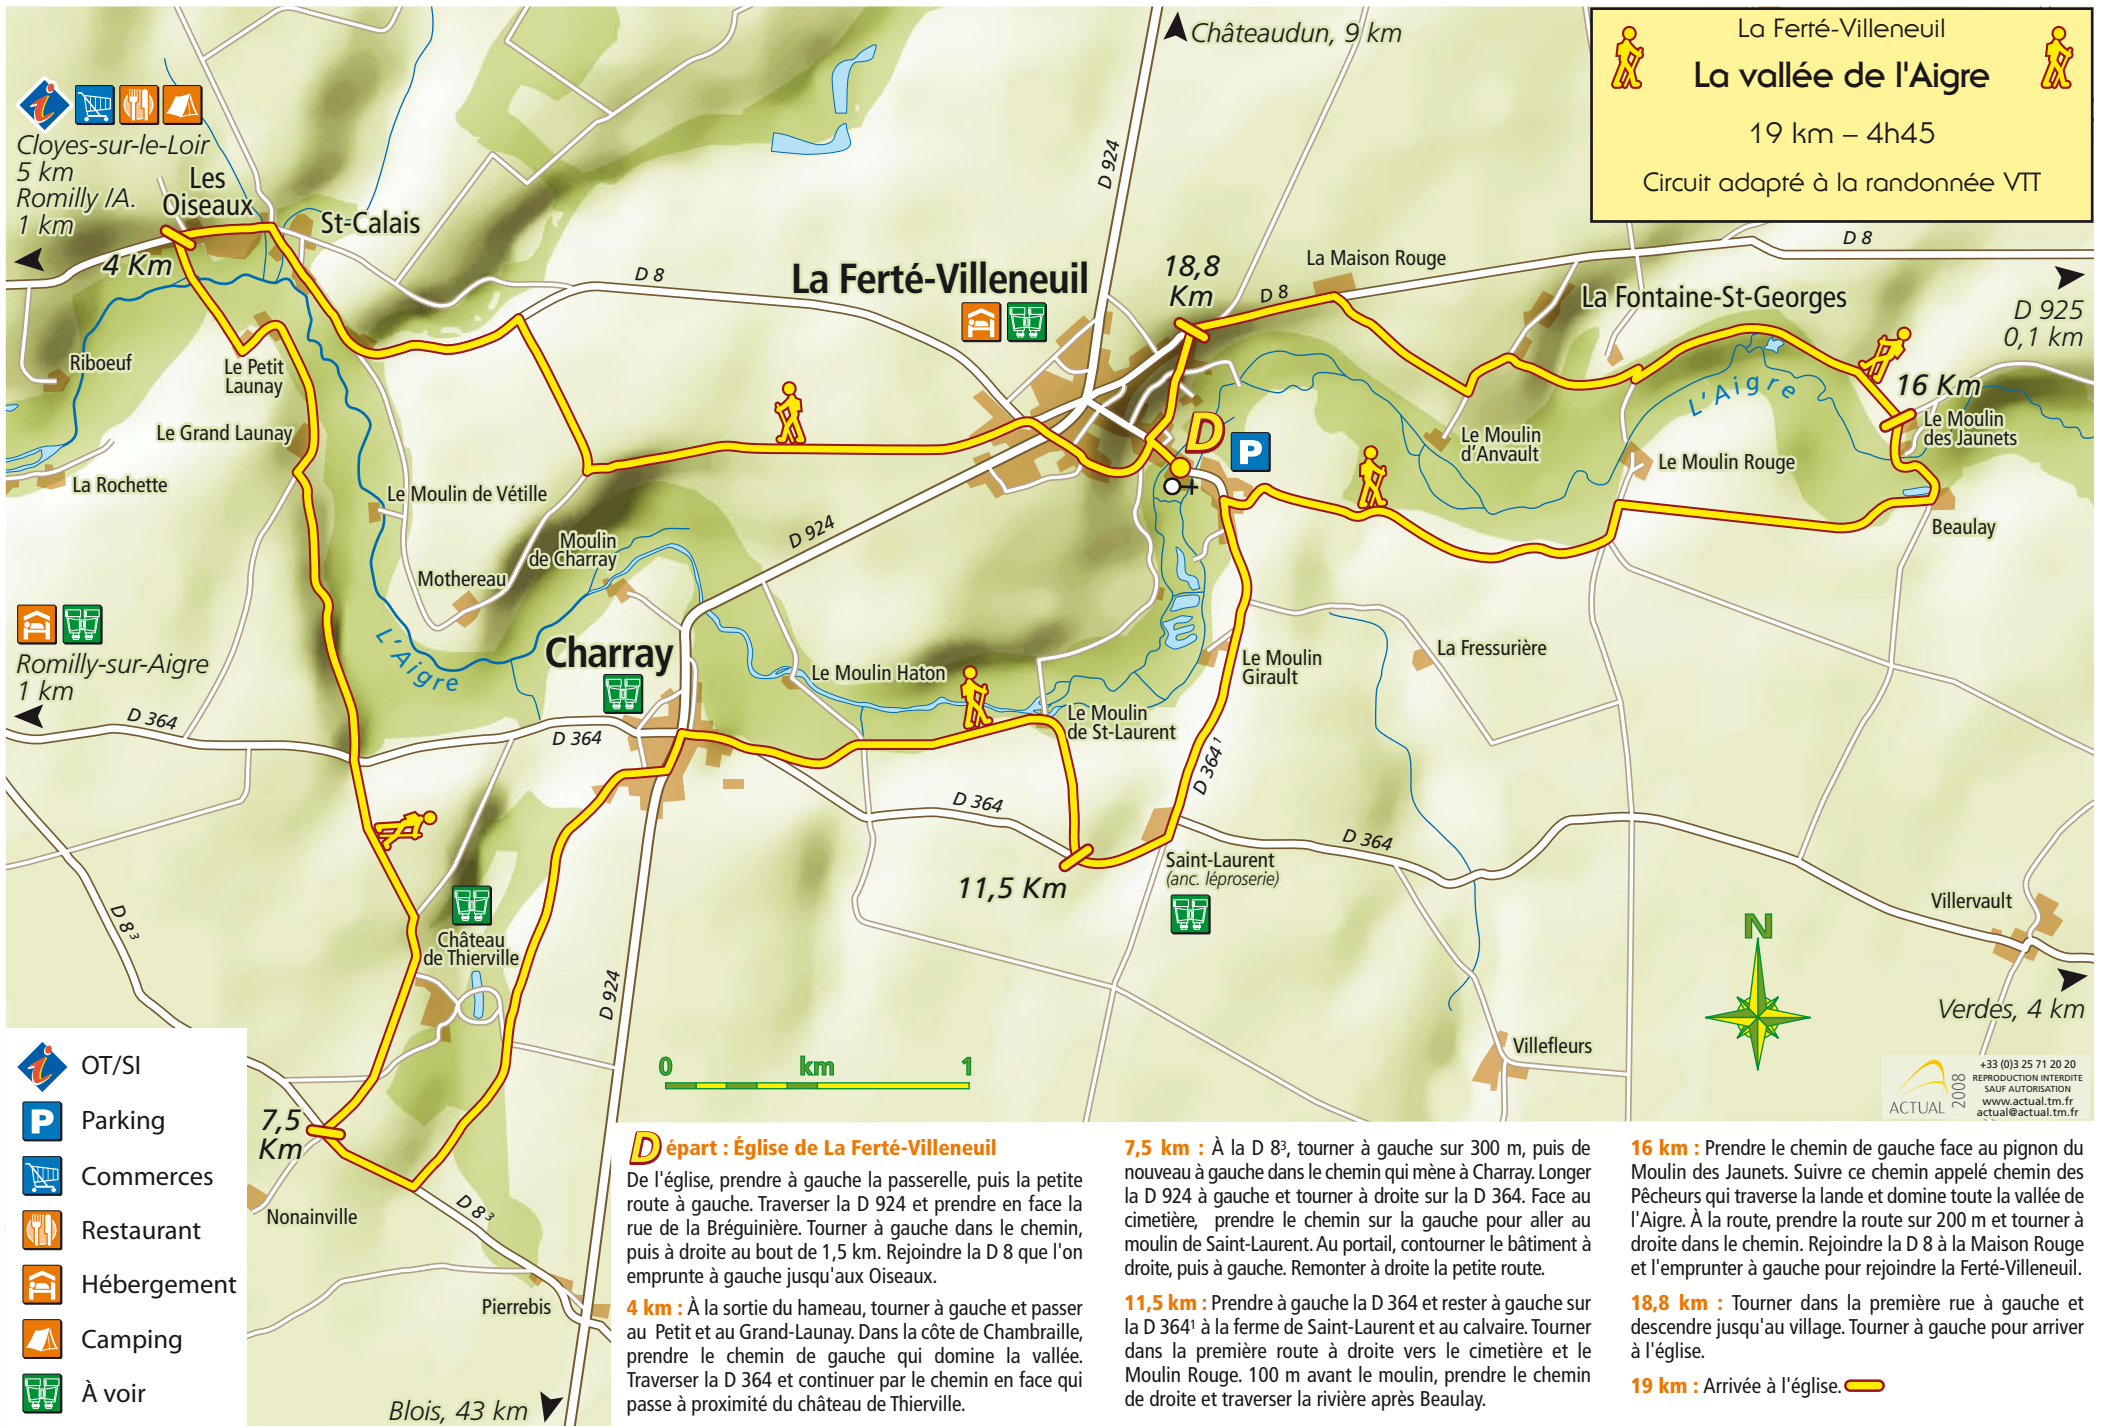 La Ferté-Villeneuil
La vallée de l'Aigre
19 km – 4h45
Circuit adapté à la randonnée VTT
Châteaudun, 9 km
Cloyes-sur-le-Loir
5 km
Romilly /A.
1 km
Les
Oiseaux
St-Calais
4 Km
D 8
D 924
La Ferté-Villeneuil
18,8
Km
D 8
La Maison Rouge
D 8
La Fontaine-St-Georges
D 925
0,1 km
Riboeuf
Le Petit
Launay
Le Grand Launay
La Rochette
Le Moulin de Vétille
D
P
Le Moulin
d'Anvault
L'Aigre
16 Km
Le Moulin
des Jaunets
Le Moulin Rouge
Beaulay
Moulin
de Charray
D 924
Mothereau
L'Aigre
Romilly-sur-Aigre
1 km
D 364
Charray
D 364
Le Moulin Haton
Le Moulin
de St-Laurent
Le Moulin
Girault
La Fressurière
D 364¹
D 364
D 364
11,5 Km
Saint-Laurent
(anc. léproserie)
Villervault
Verdes, 4 km
Villefleurs
N
D 8³
Château
de Thierville
D 924
7,5
Km
Nonainville
D 8³
Pierrebis
Blois, 43 km
0 km 1
OT/SI
P Parking
Commerces
Restaurant
Hébergement
Camping
À voir
ACTUAL 2008
+33 (0)3 25 71 20 20
REPRODUCTION INTERDITE
SAUF AUTORISATION
www.actual.tm.fr
actual@actual.tm.fr
Départ : Église de La Ferté-Villeneuil
De l'église, prendre à gauche la passerelle, puis la petite
route à gauche. Traverser la D 924 et prendre en face la
rue de la Bréguinière. Tourner à gauche dans le chemin,
puis à droite au bout de 1,5 km. Rejoindre la D 8 que l'on
emprunte à gauche jusqu'aux Oiseaux.
4 km : À la sortie du hameau, tourner à gauche et passer
au Petit et au Grand-Launay. Dans la côte de Chambraille,
prendre le chemin de gauche qui domine la vallée.
Traverser la D 364 et continuer par le chemin en face qui
passe à proximité du château de Thierville.
7,5 km : À la D 8³, tourner à gauche sur 300 m, puis de
nouveau à gauche dans le chemin qui mène à Charray. Longer
la D 924 à gauche et tourner à droite sur la D 364. Face au
cimetière, prendre le chemin sur la gauche pour aller au
moulin de Saint-Laurent. Au portail, contourner le bâtiment à
droite, puis à gauche. Remonter à droite la petite route.
11,5 km : Prendre à gauche la D 364 et rester à gauche sur
la D 364¹ à la ferme de Saint-Laurent et au calvaire. Tourner
dans la première route à droite vers le cimetière et le
Moulin Rouge. 100 m avant le moulin, prendre le chemin
de droite et traverser la rivière après Beaulay.
16 km : Prendre le chemin de gauche face au pignon du
Moulin des Jaunets. Suivre ce chemin appelé chemin des
Pêcheurs qui traverse la lande et domine toute la vallée de
l'Aigre. À la route, prendre la route sur 200 m et tourner à
droite dans le chemin. Rejoindre la D 8 à la Maison Rouge
et l'emprunter à gauche pour rejoindre la Ferté-Villeneuil.
18,8 km : Tourner dans la première rue à gauche et
descendre jusqu'au village. Tourner à gauche pour arriver
à l'église.
19 km : Arrivée à l'église.